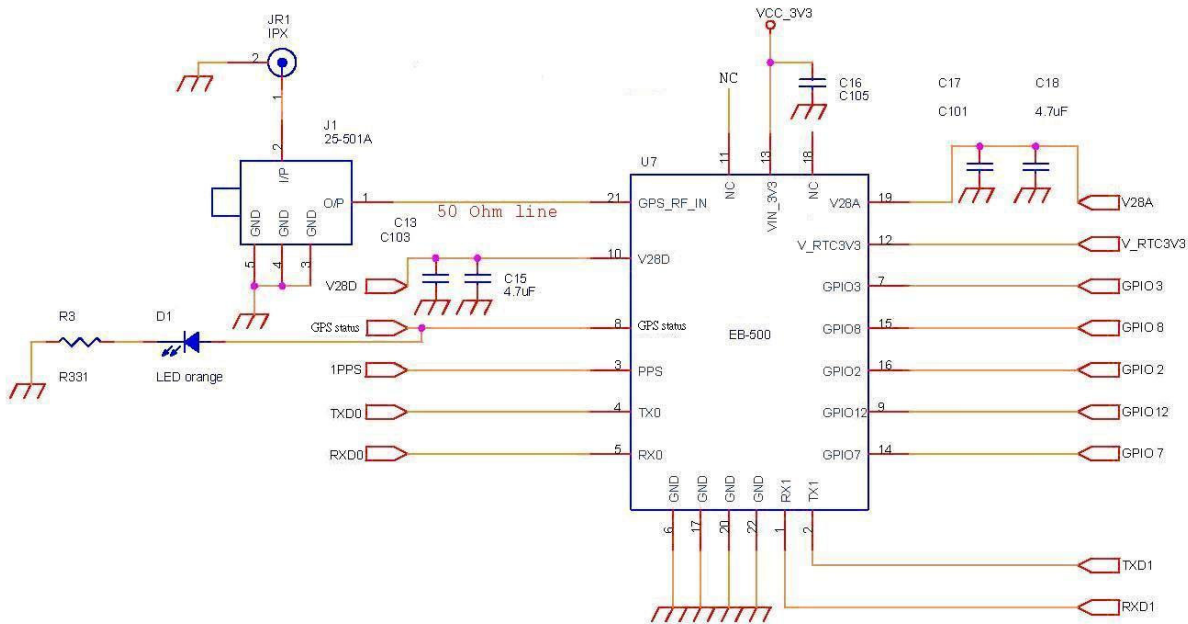 JR1
IPX
2
1
J1
25-501A
2
I/P
O/P
1
GND
GND
GND
5
4
3
50 Ohm line
C13
C103
V28D
C15
4.7uF
GPS status
R3
D1
R331
LED orange
1PPS
TXD0
RXD0
VCC_3V3
NC
C16
C105
C17
C18
C101
4.7uF
U7
11
13
18
NC
VIN_3V3
NC
21
GPS_RF_IN
10
V28D
8
GPS status
3
PPS
4
TX0
5
RX0
EB-500
V28A
19
V28A
V_RTC3V3
12
V_RTC3V3
GPIO3
7
GPIO 3
GPIO8
15
GPIO 8
GPIO2
16
GPIO 2
GPIO12
9
GPIO 12
GPIO7
14
GPIO 7
GND
GND
GND
GND
RX1
TX1
6
17
20
22
1
2
TXD1
RXD1